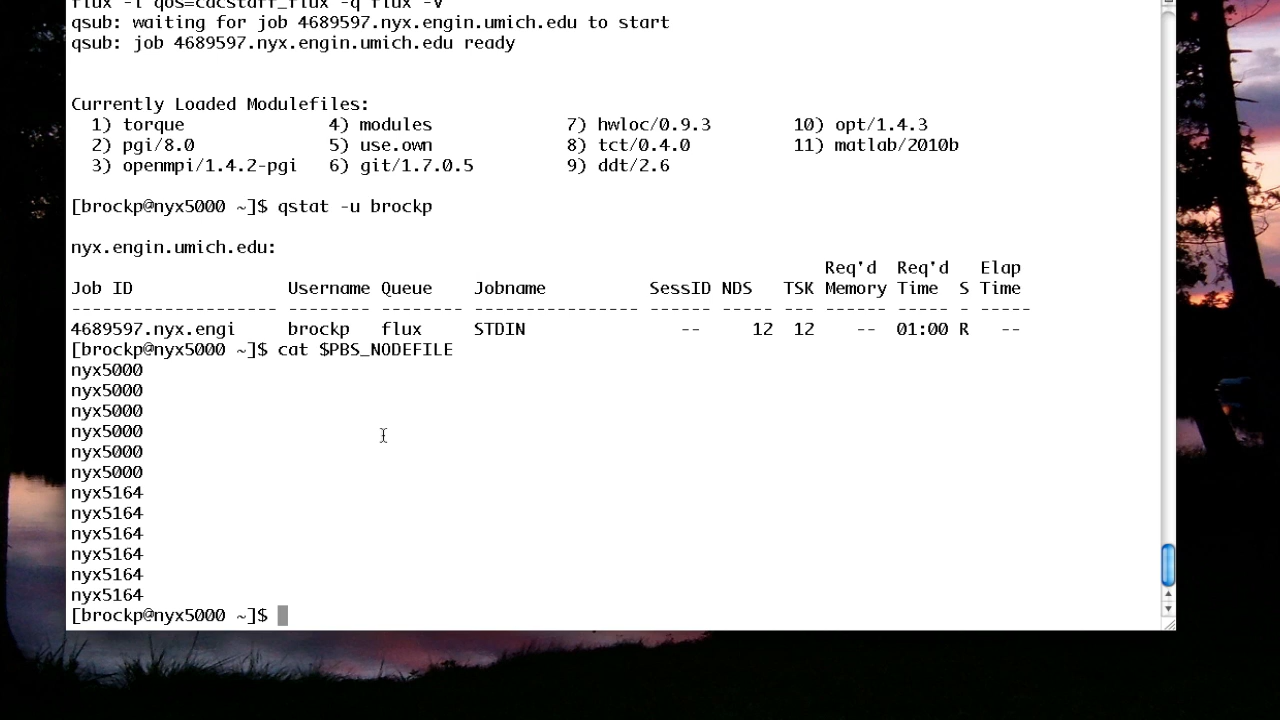 flux -l qos=cacstaff_flux -q flux -V
qsub: waiting for job 4689597.nyx.engin.umich.edu to start
qsub: job 4689597.nyx.engin.umich.edu ready
Currently Loaded Modulefiles:
1) torque 4) modules 7) hwloc/0.9.3 10) opt/1.4.3
2) pgi/8.0 5) use.own 8) tct/0.4.0 11) matlab/2010b
3) openmpi/1.4.2-pgi 6) git/1.7.0.5 9) ddt/2.6
[brockp@nyx5000 ~]$ qstat -u brockp
nyx.engin.umich.edu:
Req'd Req'd Elap
Job ID Username Queue Jobname SessID NDS TSK Memory Time S Time
-------------------- -------- -------- ---------------- ------ ----- --- ------ ----- - -----
4689597.nyx.engi brockp flux STDIN -- 12 12 -- 01:00 R --
[brockp@nyx5000 ~]$ cat $PBS_NODEFILE
nyx5000
nyx5000
nyx5000
nyx5000
nyx5000
nyx5000
nyx5164
nyx5164
nyx5164
nyx5164
nyx5164
nyx5164
[brockp@nyx5000 ~]$